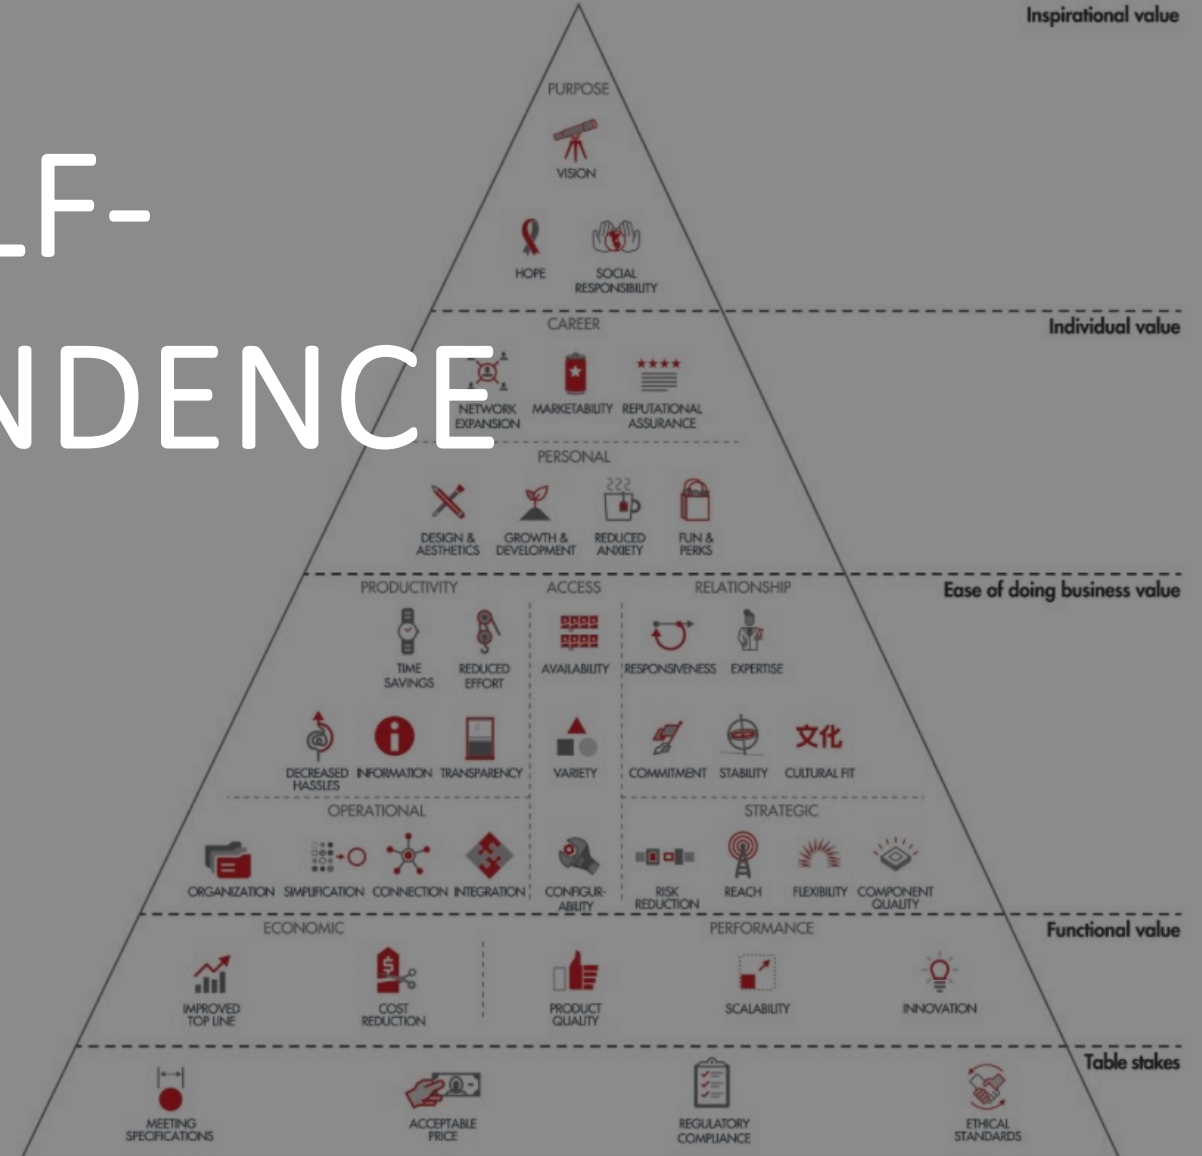 Inspirational value
PURPOSE
VISION
LF-
HOPE
SOCIAL
RESPONSIBILITY
Individual value
CAREER
NDENCE
NETWORK
EXPANSION
MARKETABILITY
REPUTATIONAL
ASSURANCE
PERSONAL
DESIGN &
AESTHETICS
GROWTH &
DEVELOPMENT
REDUCED
ANXIETY
FUN &
PERKS
Ease of doing business value
PRODUCTIVITY
ACCESS
RELATIONSHIP
TIME
SAVINGS
REDUCED
EFFORT
AVAILABILITY
RESPONSIVENESS
EXPERTISE
文化
DECREASED
HASSLES
INFORMATION
TRANSPARENCY
VARIETY
COMMITMENT
STABILITY
CULTURAL FIT
OPERATIONAL
STRATEGIC
ORGANIZATION
SIMPLIFICATION
CONNECTION
INTEGRATION
CONFIGUR-
ABILITY
RISK
REDUCTION
REACH
FLEXIBILITY
COMPONENT
QUALITY
Functional value
ECONOMIC
PERFORMANCE
$
IMPROVED
TOP LINE
COST
REDUCTION
PRODUCT
QUALITY
SCALABILITY
INNOVATION
Table stakes
MEETING
SPECIFICATIONS
ACCEPTABLE
PRICE
REGULATORY
COMPLIANCE
ETHICAL
STANDARDS